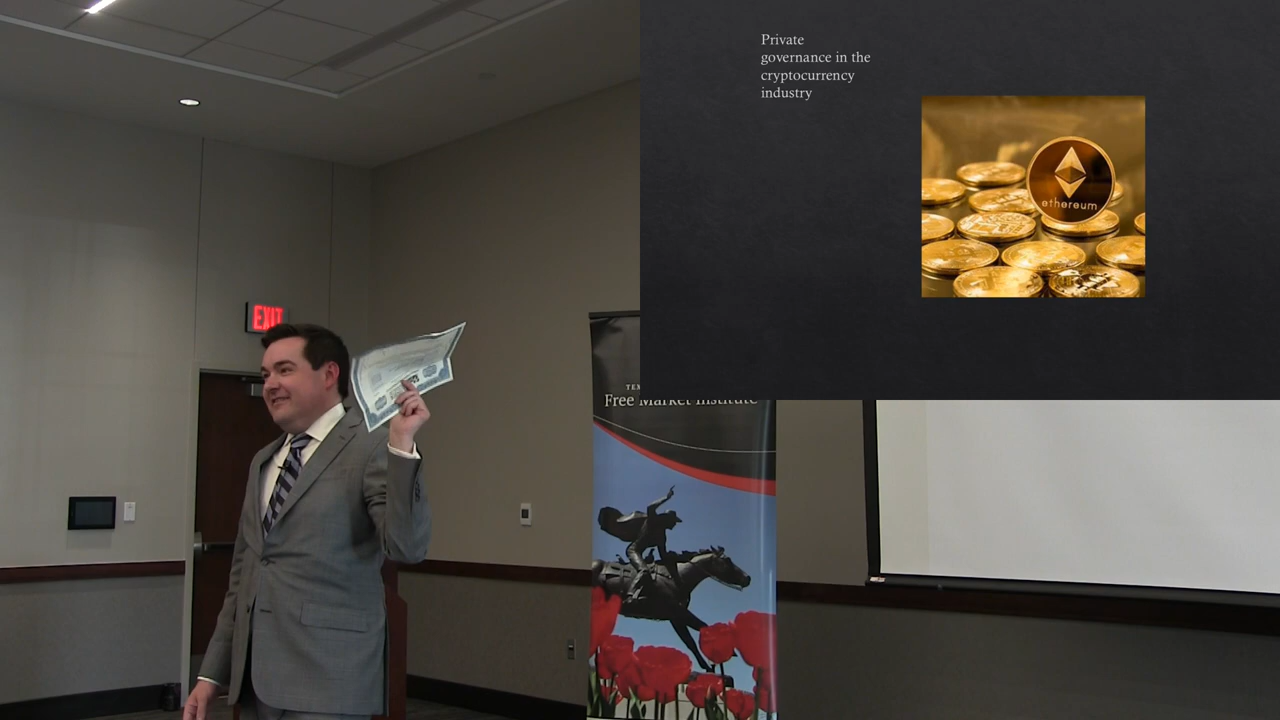 Private
governance in the
cryptocurrency
industry
ethereum
EXIT
Free Market Institute